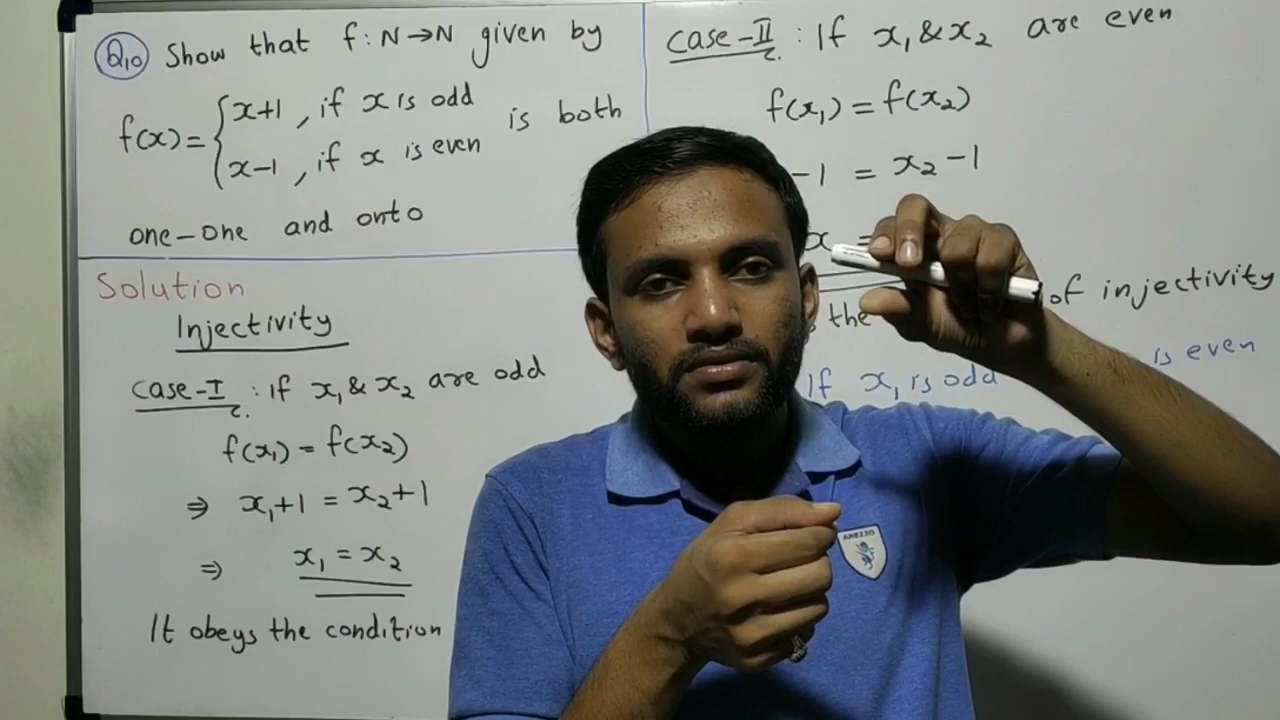 Q10 Show that f: N→N given by
f(x) = { x+1 , if x is odd
x-1 , if x is even
is both
one-one and onto
Solution
Injectivity
case-I : if x₁ & x₂ are odd
f(x₁) = f(x₂)
⇒ x₁+1 = x₂+1
⇒ x₁ = x₂
It obeys the condition
case-II : If x₁ & x₂ are even
f(x₁) = f(x₂)
-1 = x₂ -1
x =
the of injectivity
If x₁ is odd is even
AREZZO